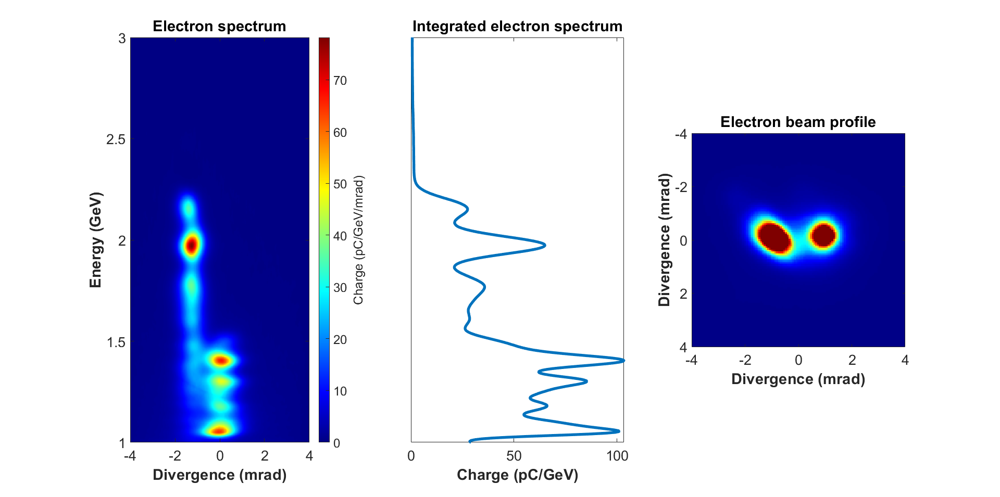 Electron spectrum
3
2.5
2
1.5
1
-4 -2 0 2 4
Energy (GeV)
Divergence (mrad)
70
60
50
40
30
20
10
0
Charge (pC/GeV/mrad)
Integrated electron spectrum
0 50 100
Charge (pC/GeV)
Electron beam profile
-4
-2
0
2
4
-4 -2 0 2 4
Divergence (mrad)
Divergence (mrad)